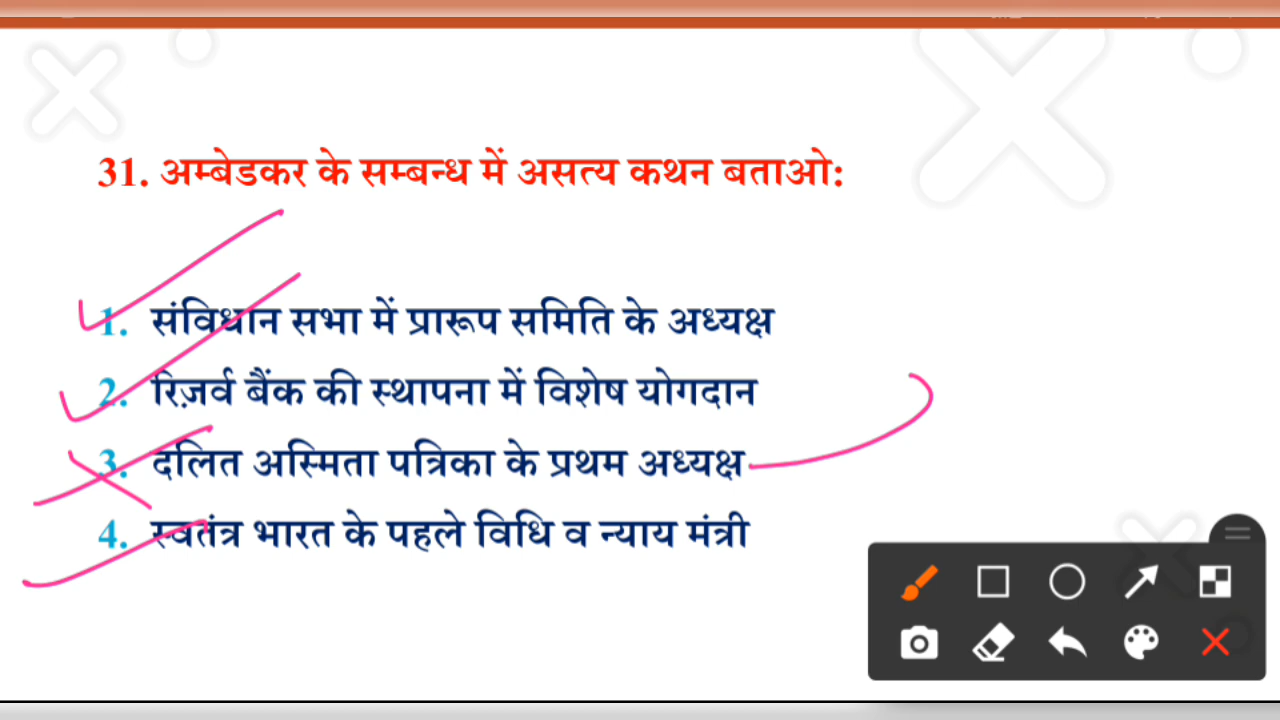 31. अम्बेडकर के सम्बन्ध में असत्य कथन बताओ:
1. संविधान सभा में प्रारूप समिति के अध्यक्ष
2. रिज़र्व बैंक की स्थापना में विशेष योगदान
3. दलित अस्मिता पत्रिका के प्रथम अध्यक्ष
4. स्वतंत्र भारत के पहले विधि व न्याय मंत्री